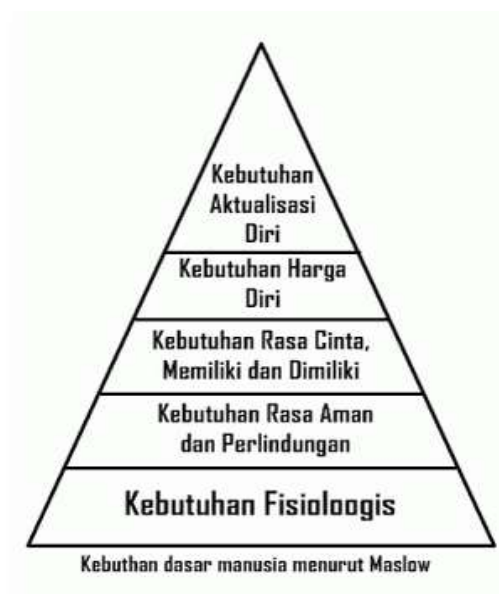 Kebutuhan
Aktualisasi
Diri
Kebutuhan Harga
Diri
Kebutuhan Rasa Cinta,
Memiliki dan Dimiliki
Kebutuhan Rasa Aman
dan Perlindungan
Kebutuhan Fisioloogis
Kebuthan dasar manusia menurut Maslow